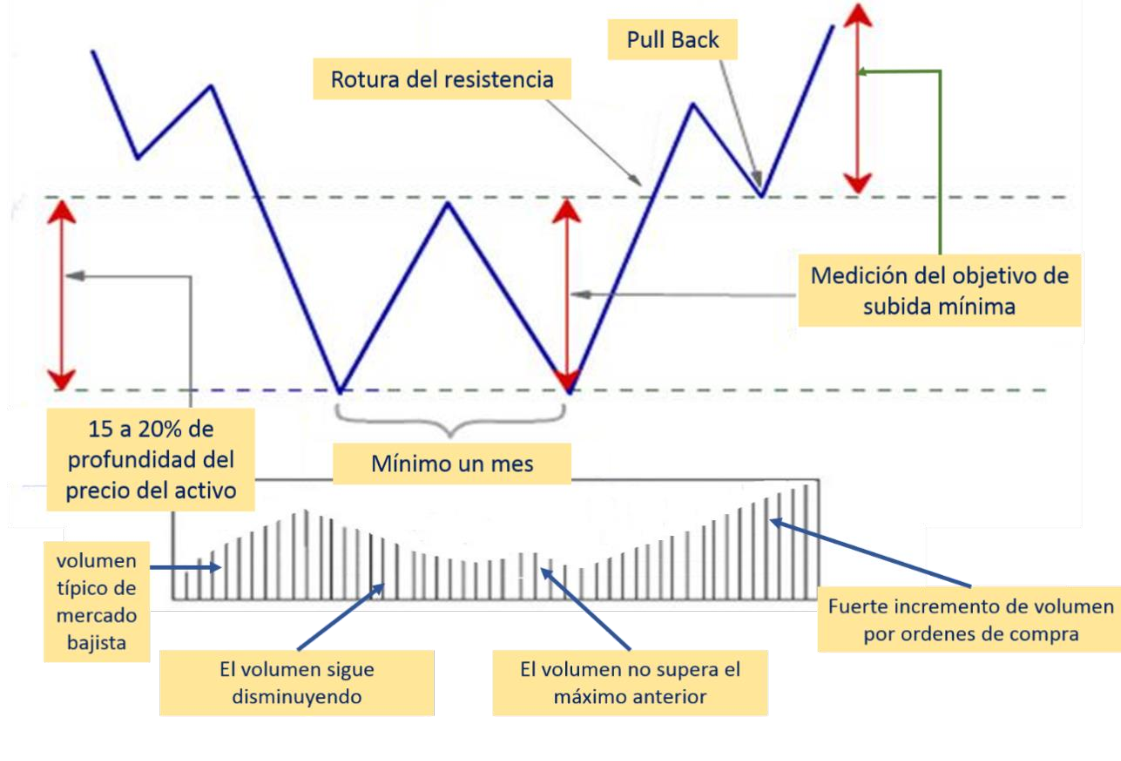 Pull Back
Rotura del resistencia
Medición del objetivo de
subida mínima
15 a 20% de
profundidad del
precio del activo
Mínimo un mes
volumen
típico de
mercado
bajista
Fuerte incremento de volumen
por ordenes de compra
El volumen sigue
disminuyendo
El volumen no supera el
máximo anterior